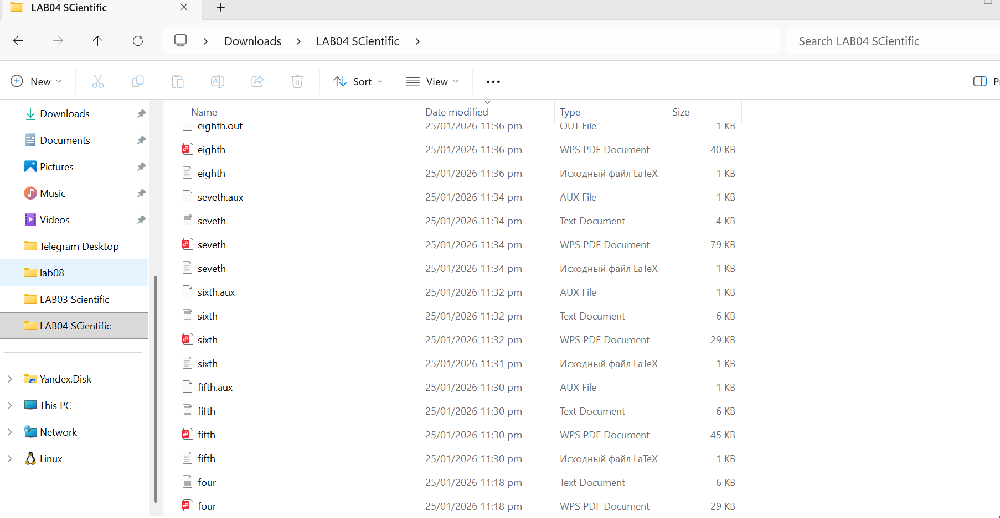 LAB04 SCientific
Downloads LAB04 SCientific
Search LAB04 SCientific
New
Sort
View
Downloads
Documents
Pictures
Music
Videos
Telegram Desktop
lab08
LAB03 Scientific
LAB04 SCientific
Yandex.Disk
This PC
Network
Linux
Name Date modified Type Size
eighth.out 25/01/2026 11:36 pm OUT File 1 KB
eighth 25/01/2026 11:36 pm WPS PDF Document 40 KB
eighth 25/01/2026 11:36 pm Исходный файл LaTeX 1 KB
seveth.aux 25/01/2026 11:34 pm AUX File 1 KB
seveth 25/01/2026 11:34 pm Text Document 4 KB
seveth 25/01/2026 11:34 pm WPS PDF Document 79 KB
seveth 25/01/2026 11:34 pm Исходный файл LaTeX 1 KB
sixth.aux 25/01/2026 11:32 pm AUX File 1 KB
sixth 25/01/2026 11:32 pm Text Document 6 KB
sixth 25/01/2026 11:32 pm WPS PDF Document 29 KB
sixth 25/01/2026 11:31 pm Исходный файл LaTeX 1 KB
fifth.aux 25/01/2026 11:30 pm AUX File 1 KB
fifth 25/01/2026 11:30 pm Text Document 6 KB
fifth 25/01/2026 11:30 pm WPS PDF Document 45 KB
fifth 25/01/2026 11:30 pm Исходный файл LaTeX 1 KB
four 25/01/2026 11:18 pm Text Document 6 KB
four 25/01/2026 11:18 pm WPS PDF Document 29 KB